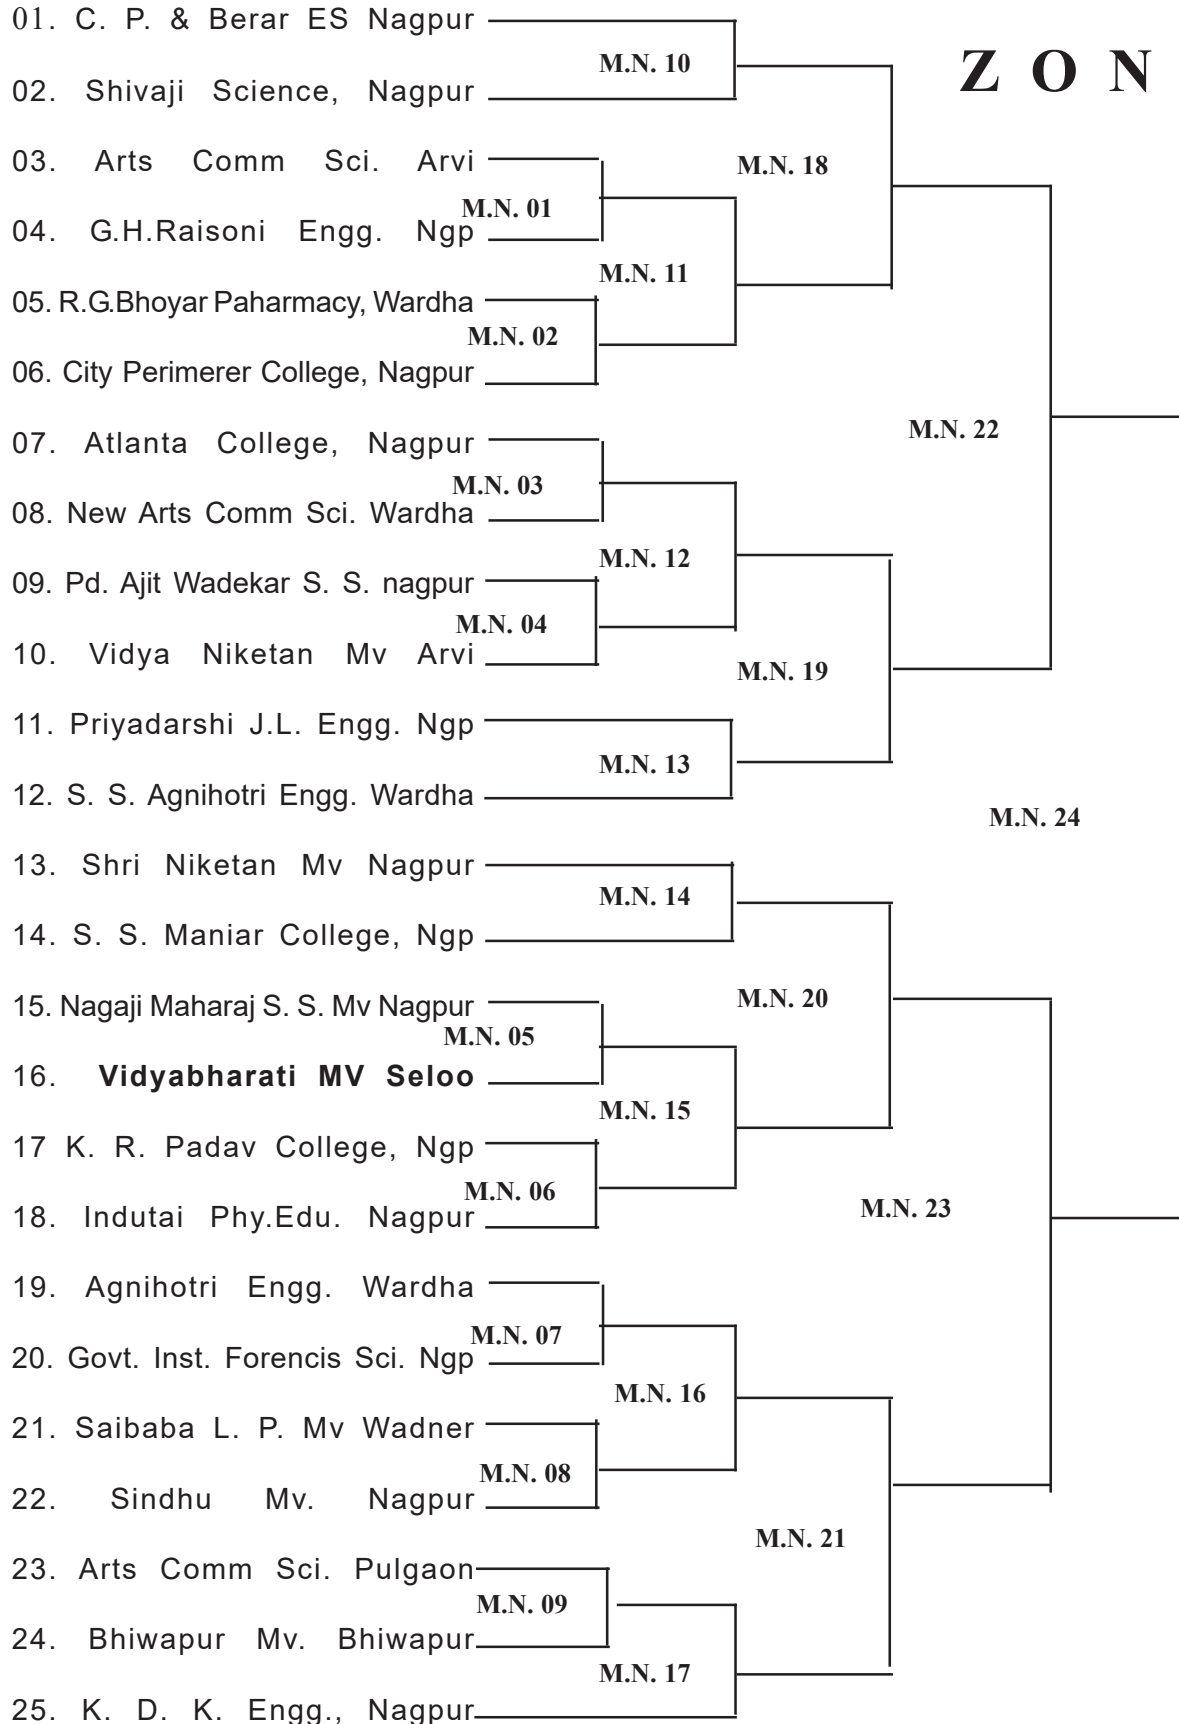 01. C. P. & Berar ES Nagpur
Z O N
M.N. 10
02. Shivaji Science, Nagpur
03. Arts Comm Sci. Arvi
M.N. 18
M.N. 01
04. G.H.Raisoni Engg. Ngp
M.N. 11
05. R.G.Bhoyar Paharmacy, Wardha
M.N. 02
06. City Perimerer College, Nagpur
M.N. 22
07. Atlanta College, Nagpur
M.N. 03
08. New Arts Comm Sci. Wardha
M.N. 12
09. Pd. Ajit Wadekar S. S. nagpur
M.N. 04
10. Vidya Niketan Mv Arvi
M.N. 19
11. Priyadarshi J.L. Engg. Ngp
M.N. 13
12. S. S. Agnihotri Engg. Wardha
M.N. 24
13. Shri Niketan Mv Nagpur
M.N. 14
14. S. S. Maniar College, Ngp
M.N. 20
15. Nagaji Maharaj S. S. Mv Nagpur
M.N. 05
16. Vidyabharati MV Seloo
M.N. 15
17 K. R. Padav College, Ngp
M.N. 06
M.N. 23
18. Indutai Phy.Edu. Nagpur
19. Agnihotri Engg. Wardha
M.N. 07
20. Govt. Inst. Forencis Sci. Ngp
M.N. 16
21. Saibaba L. P. Mv Wadner
M.N. 08
22. Sindhu Mv. Nagpur
M.N. 21
23. Arts Comm Sci. Pulgaon
M.N. 09
24. Bhiwapur Mv. Bhiwapur
M.N. 17
25. K. D. K. Engg., Nagpur